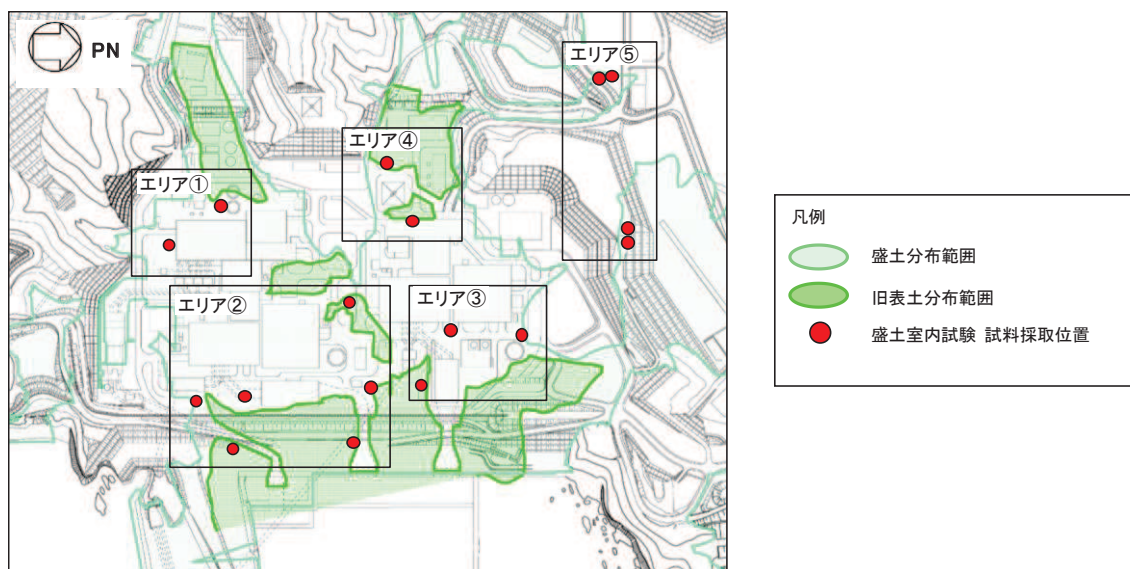 PN
エリア⑤
エリア④
エリア①
エリア②
エリア③
凡例
盛土分布範囲
旧表土分布範囲
盛土室内試験 試料採取位置